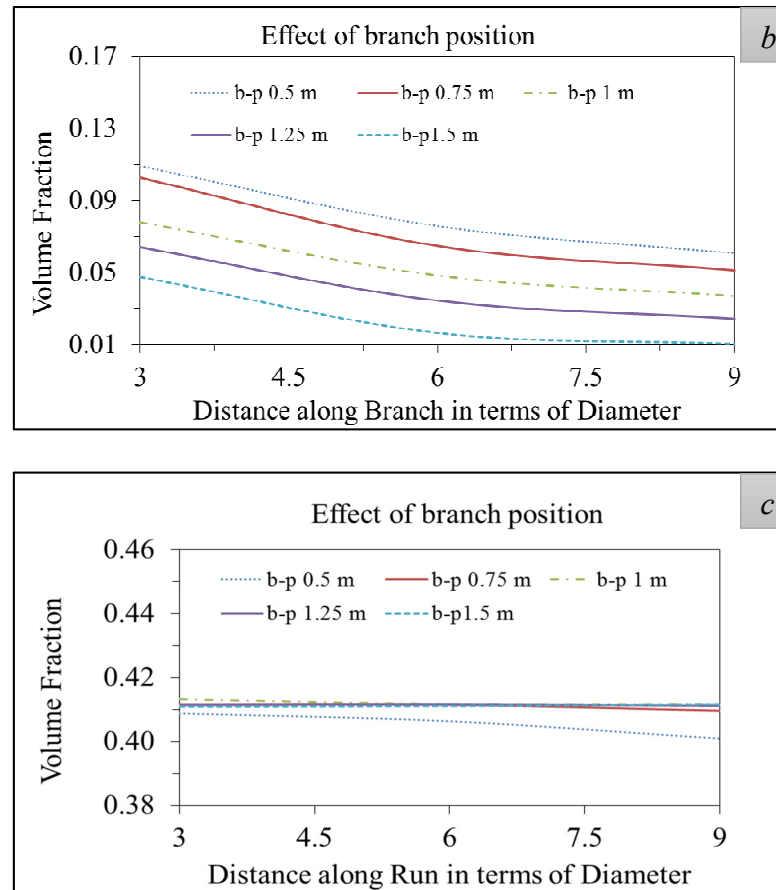 b
Effect of branch position
0.17
0.13
0.09
0.05
0.01
Volume Fraction
b-p 0.5 m b-p 0.75 m b-p 1 m
b-p 1.25 m b-p1.5 m
3 4.5 6 7.5 9
Distance along Branch in terms of Diameter
c
Effect of branch position
0.46
0.44
0.42
0.40
0.38
Volume Fraction
b-p 0.5 m b-p 0.75 m b-p 1 m
b-p 1.25 m b-p1.5 m
3 4.5 6 7.5 9
Distance along Run in terms of Diameter